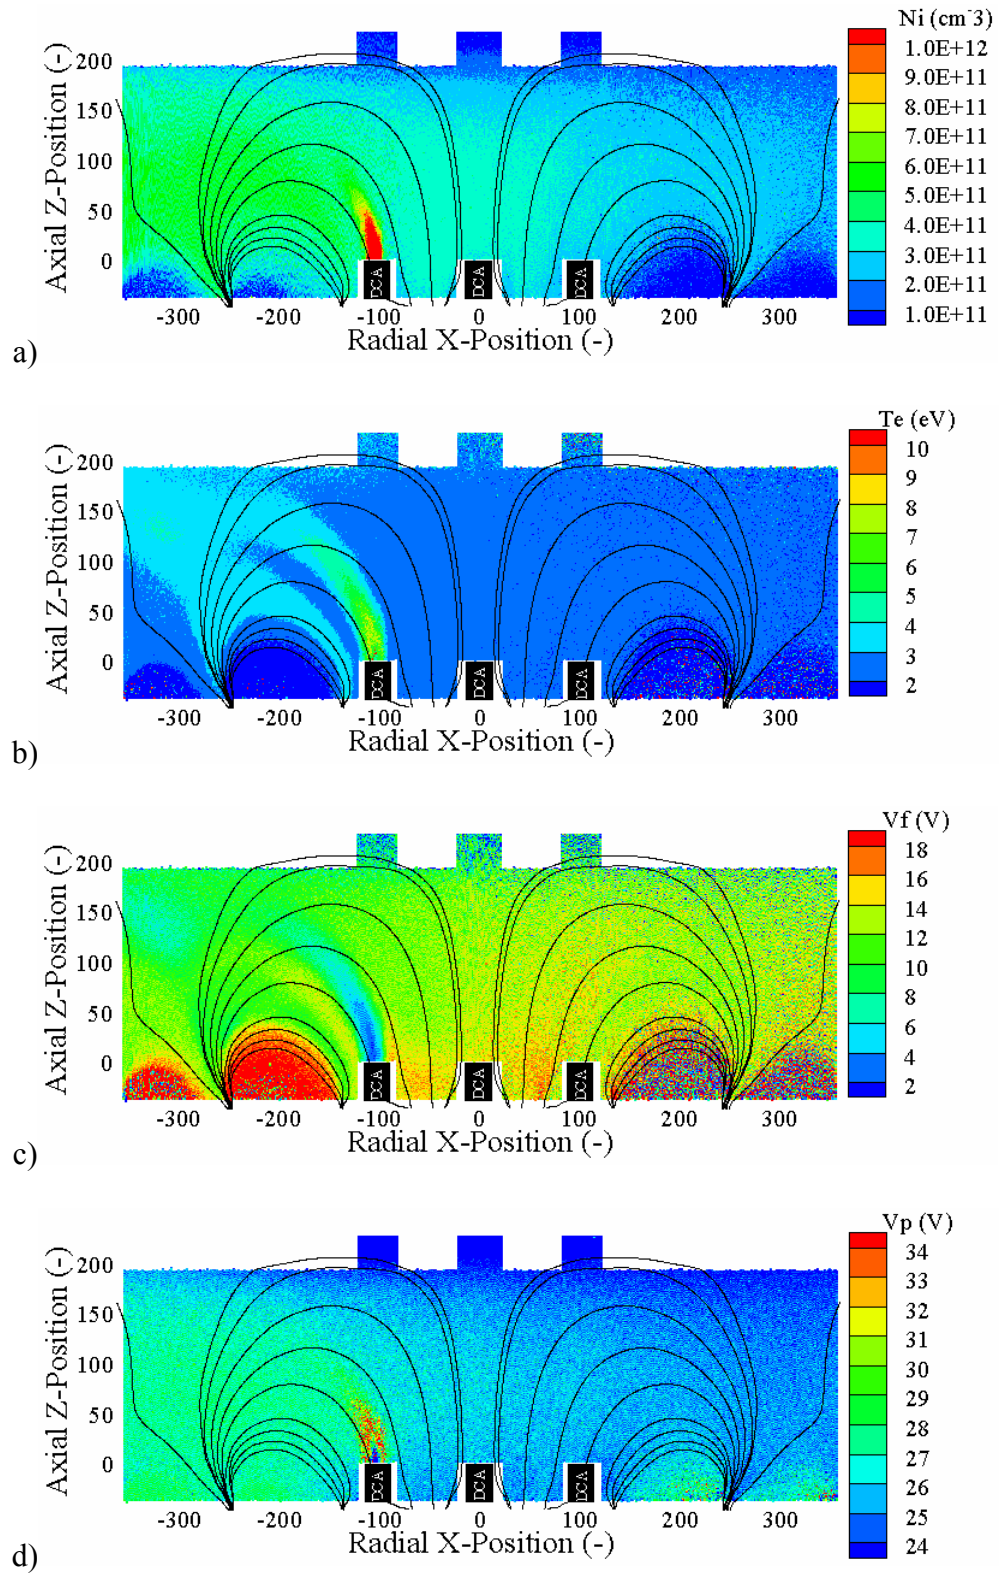 Ni (cm-3)
1.0E+12
9.0E+11
8.0E+11
7.0E+11
6.0E+11
5.0E+11
4.0E+11
3.0E+11
2.0E+11
1.0E+11
Axial Z-Position (-)
200
150
100
50
0
DCA DCA DCA
-300 -200 -100 0 100 200 300
Radial X-Position (-)
a)
Te (eV)
10
9
8
7
6
5
4
3
2
Axial Z-Position (-)
200
150
100
50
0
DCA DCA DCA
-300 -200 -100 0 100 200 300
Radial X-Position (-)
b)
Vf (V)
18
16
14
12
10
8
6
4
2
Axial Z-Position (-)
200
150
100
50
0
DCA DCA DCA
-300 -200 -100 0 100 200 300
Radial X-Position (-)
c)
Vp (V)
34
33
32
31
30
29
28
27
26
25
24
Axial Z-Position (-)
200
150
100
50
0
DCA DCA DCA
-300 -200 -100 0 100 200 300
Radial X-Position (-)
d)